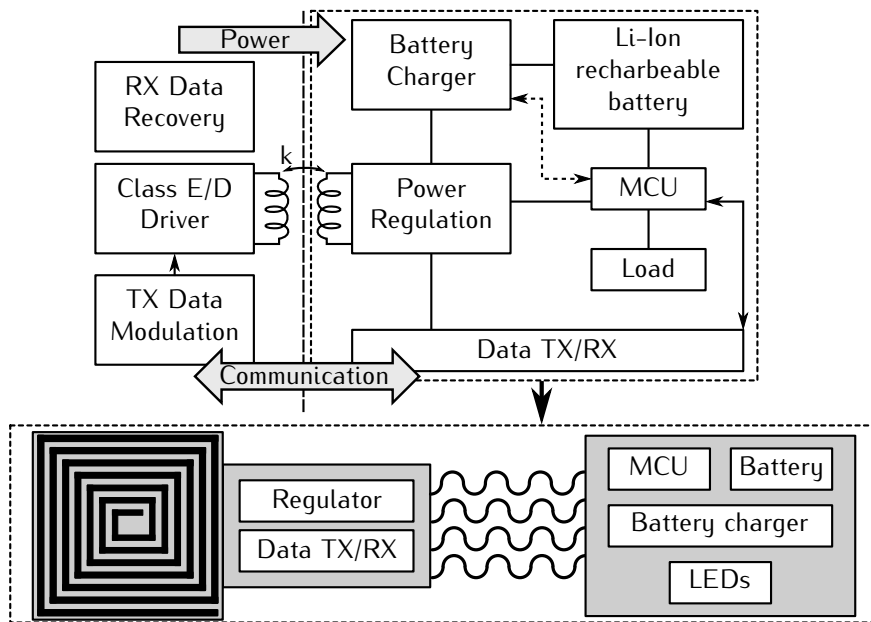 Power
Battery
Charger
Li-Ion
recharbeable
battery
RX Data
Recovery
k
Class E/D
Driver
Power
Regulation
MCU
Load
TX Data
Modulation
Data TX/RX
Communication
Regulator
Data TX/RX
MCU
Battery
Battery charger
LEDs